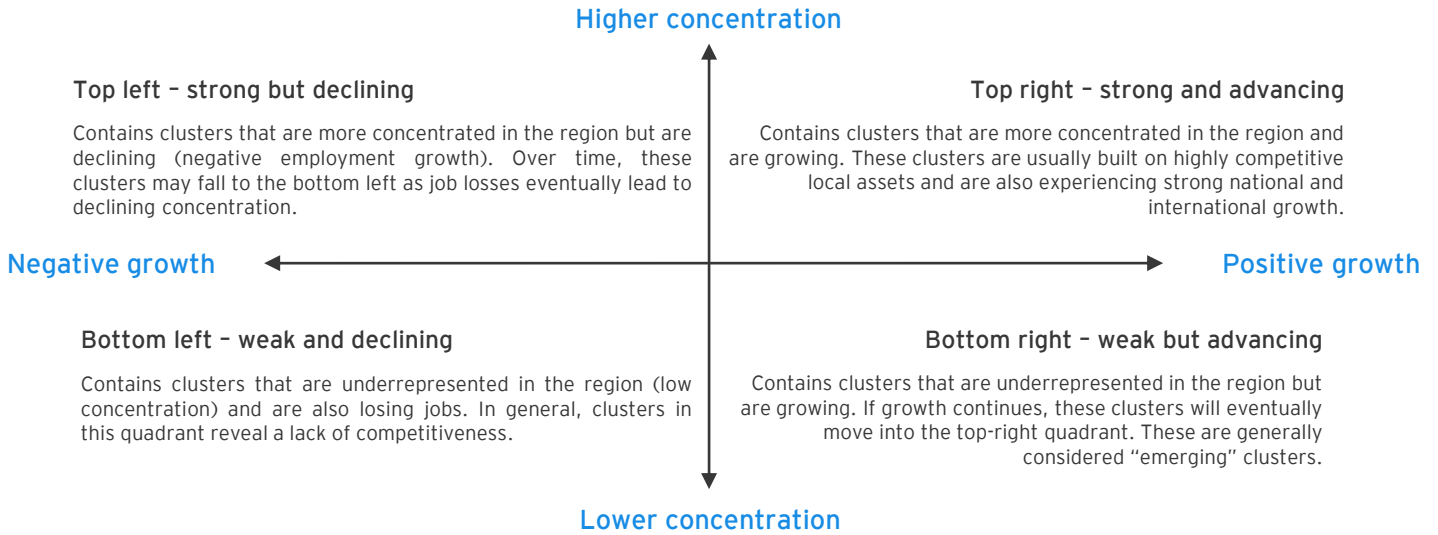 Higher concentration
Top left – strong but declining
Contains clusters that are more concentrated in the region but are
declining (negative employment growth). Over time, these
clusters may fall to the bottom left as job losses eventually lead to
declining concentration.
Top right – strong and advancing
Contains clusters that are more concentrated in the region and
are growing. These clusters are usually built on highly competitive
local assets and are also experiencing strong national and
international growth.
Negative growth
Positive growth
Bottom left – weak and declining
Contains clusters that are underrepresented in the region (low
concentration) and are also losing jobs. In general, clusters in
this quadrant reveal a lack of competitiveness.
Bottom right – weak but advancing
Contains clusters that are underrepresented in the region but
are growing. If growth continues, these clusters will eventually
move into the top-right quadrant. These are generally
considered “emerging” clusters.
Lower concentration